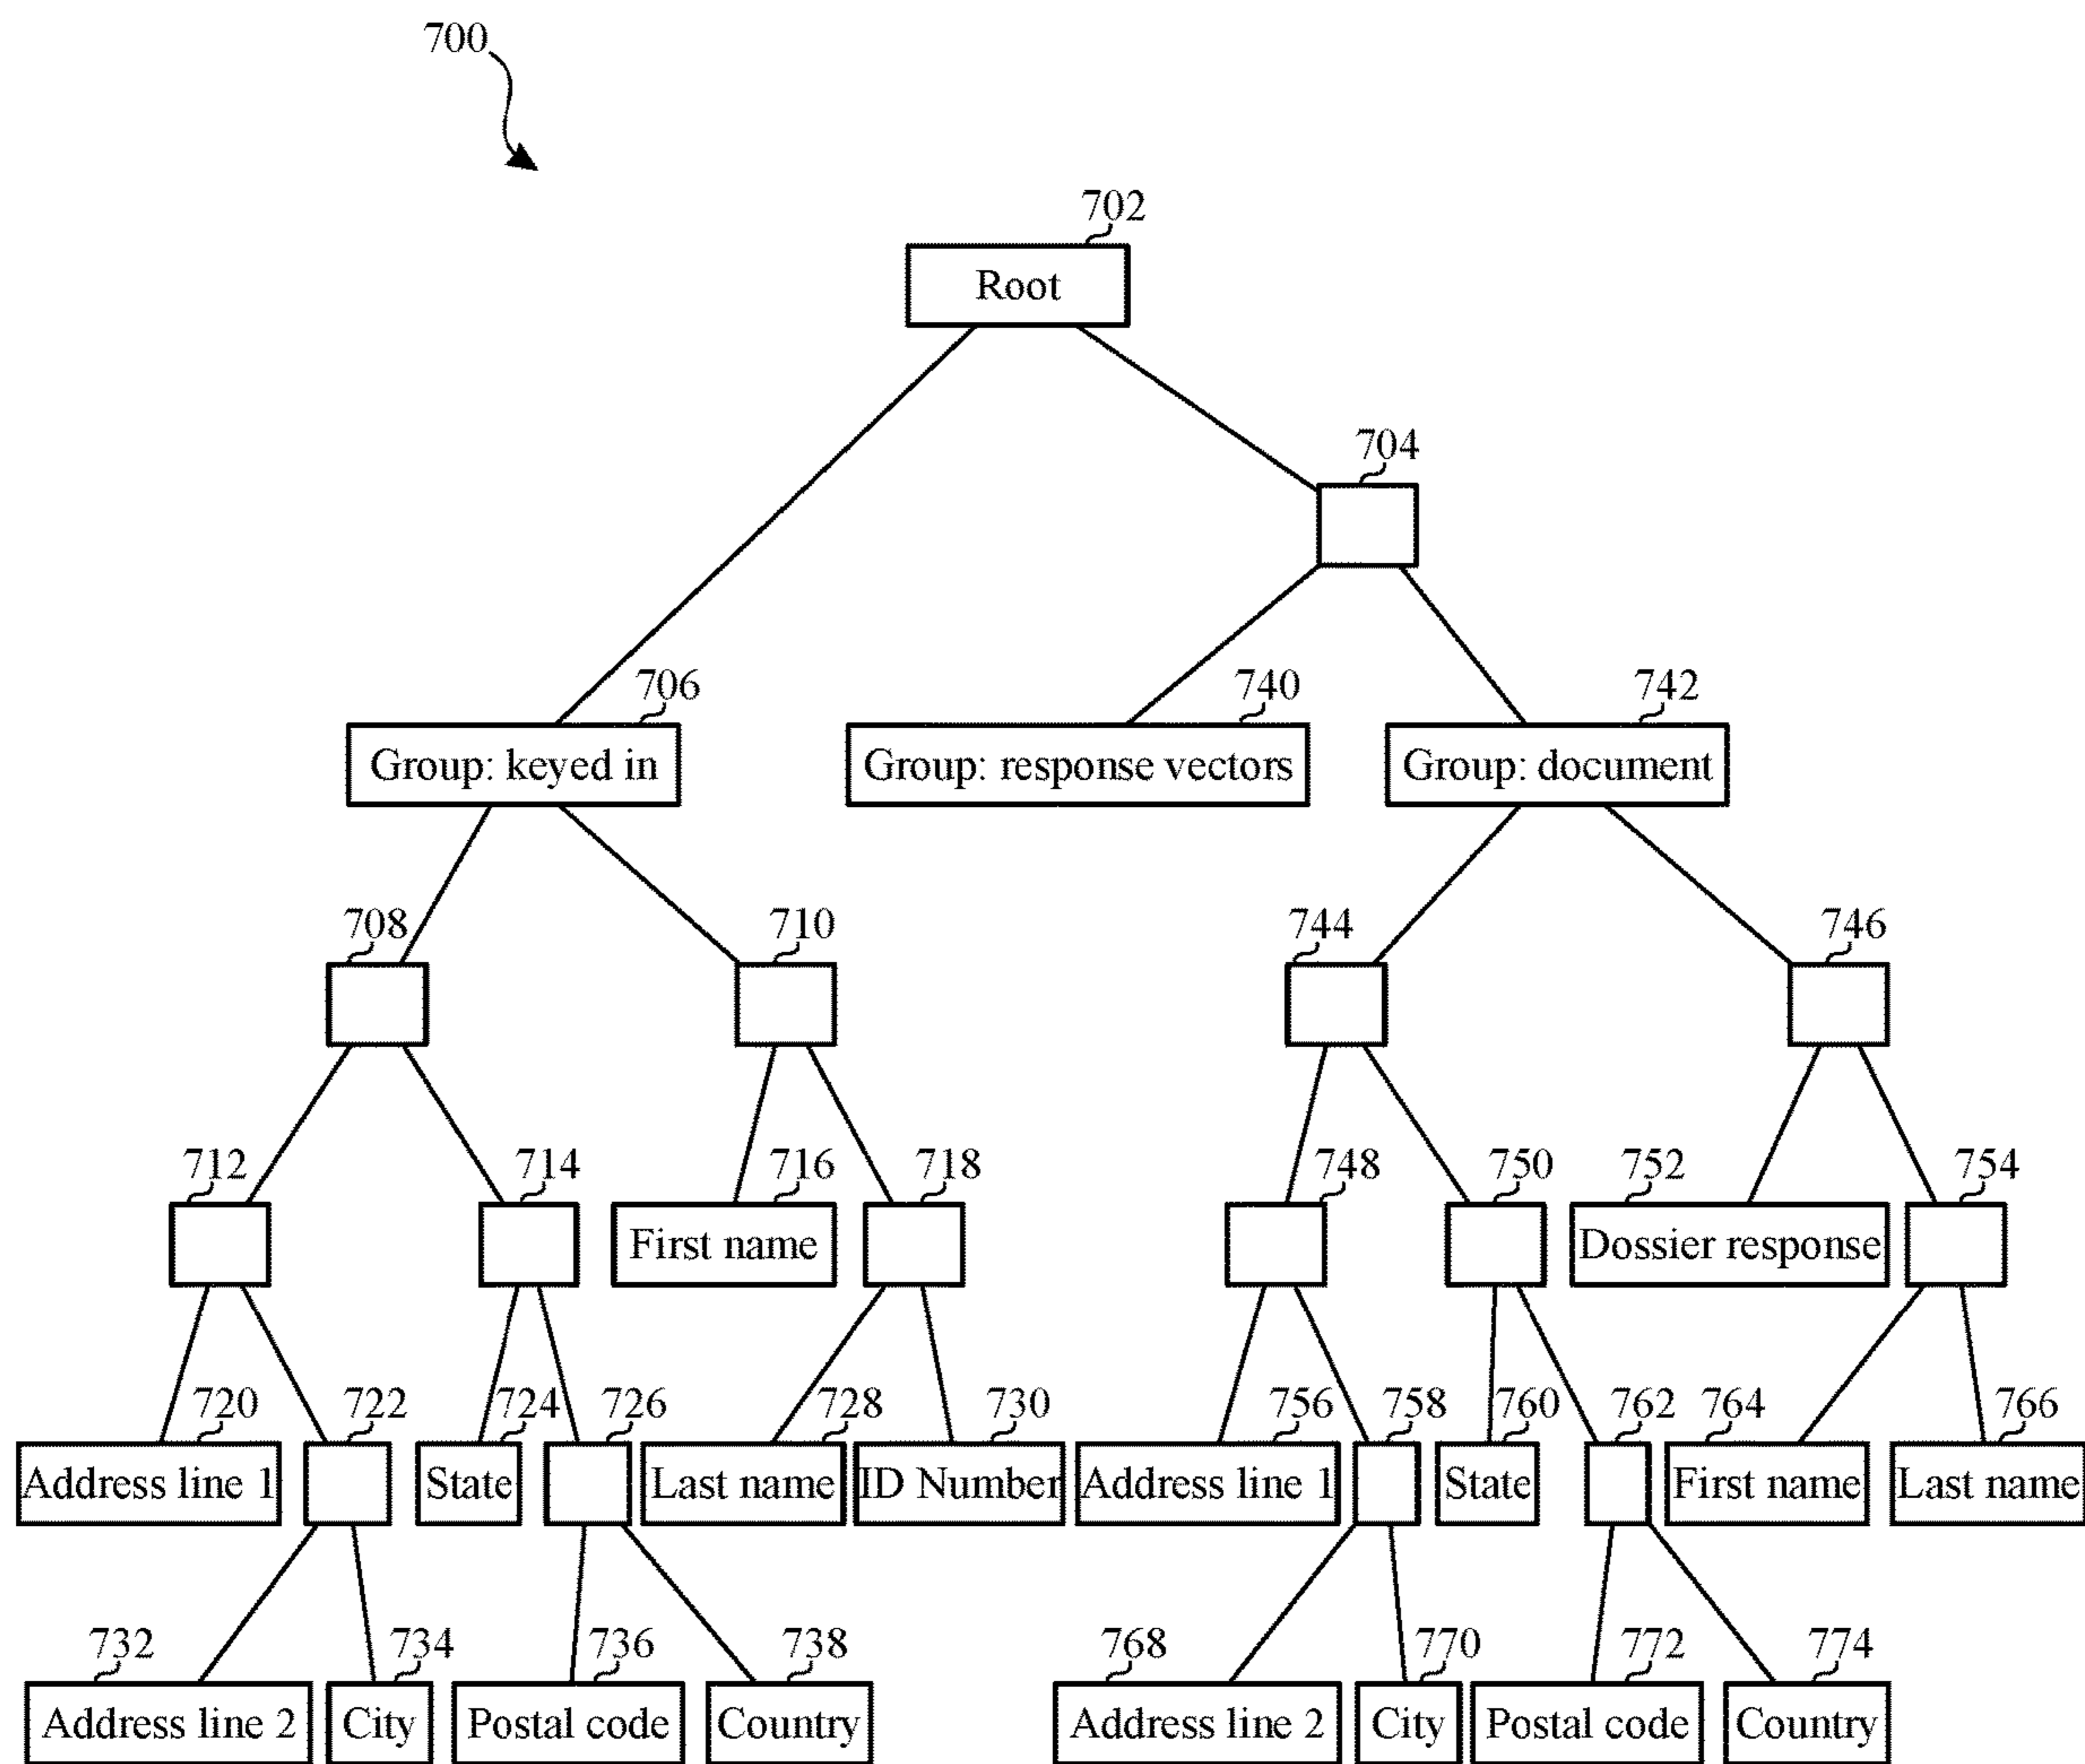 700
702
Root
704
706 740 742
Group: keyed in Group: response vectors Group: document
708 710 744 746
712 714 716 718 748 750 752 754
First name Dossier response
720 722 724 726 728 730 756 758 760 762 764 766
Address line 1 State Last name ID Number Address line 1 State First name Last name
732 734 736 738 768 770 772 774
Address line 2 City Postal code Country Address line 2 City Postal code Country